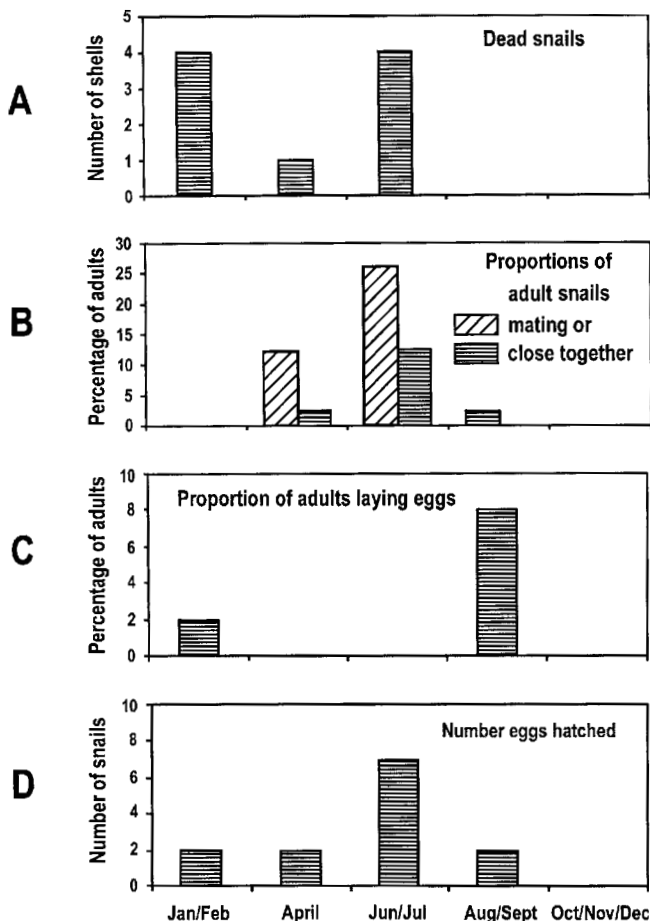 A
Number of shells
5
4
3
2
1
0
Dead snails
B
Percentage of adults
30
25
20
15
10
5
0
Proportions of
adult snails
mating or
close together
C
Percentage of adults
10
8
6
4
2
0
Proportion of adults laying eggs
D
Number of snails
10
8
6
4
2
0
Number eggs hatched
Jan/Feb April Jun/Jul Aug/Sept Oct/Nov/Dec